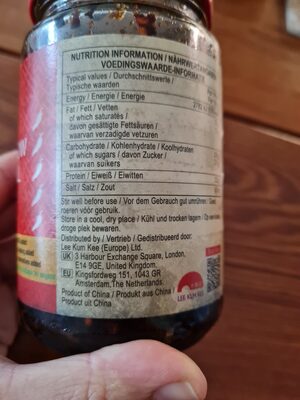 NUTRITION INFORMATION / NÄHRWERT
VOEDINGSWAARDE-INFORMATIE
Typical values / Durchschnittswerte /
Typische waarden
Energy / Energie / Energie
Fat / Fett / Vetten
of which saturates /
davon gesättigte Fettsäuren /
waarvan verzadigde vetzuren
Carbohydrate / Kohlenhydrate / Koolhydraten
of which sugars / davon Zucker /
waarvan suikers
Protein / Eiweiß / Eiwitten
Salt / Salz / Zout
Stir well before use / Vor dem Gebrauch gut umrühren / Goed
roeren vóór gebruik.
Store in a cool, dry place / Kühl und trocken lagern / Op een
droge plek bewaren.
Distributed by / Vertrieb / Gedistribueerd door:
Lee Kum Kee (Europe) Ltd.
UK 3 Harbour Exchange Square, London,
E14 9GE, United Kingdom.
EU Kingsfordweg 151, 1043 GR
Amsterdam.The Netherlands.
Product of China / Produkt aus China /
Product uit China
LEE KUM KEE